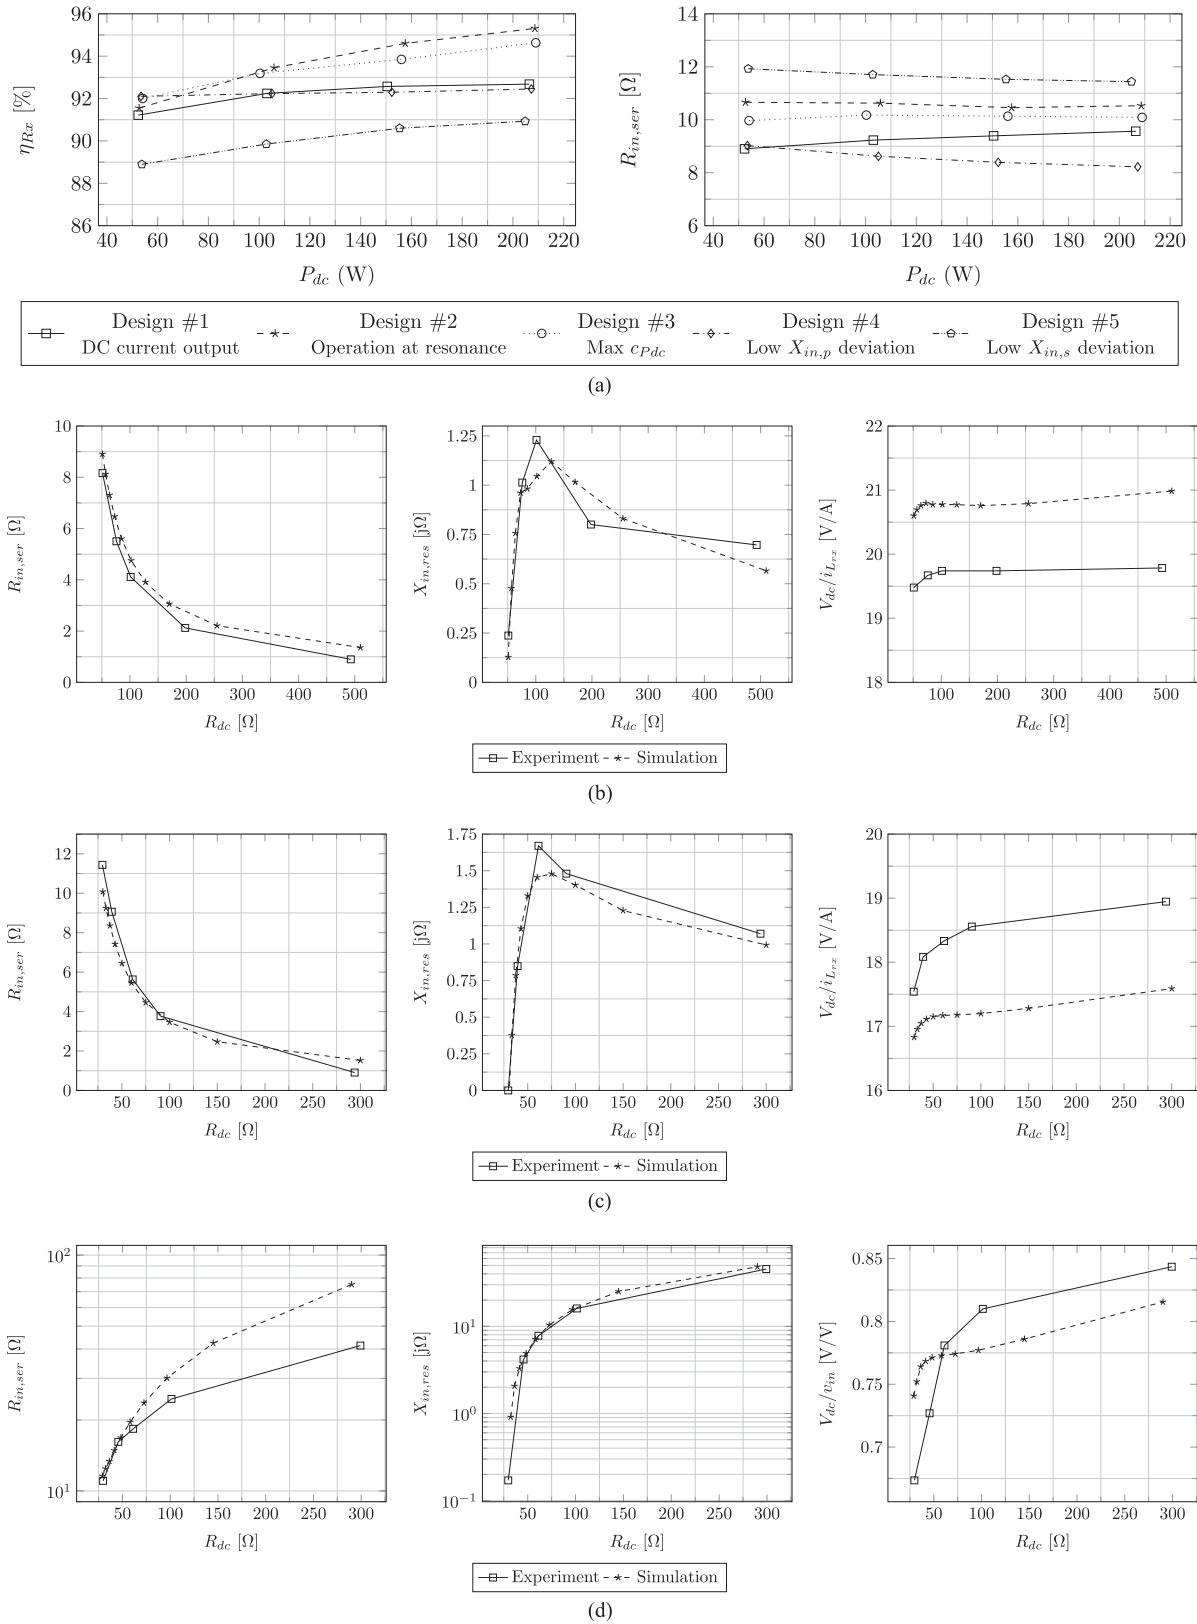 96
94
92
90
88
86
40 60 80 100 120 140 160 180 200 220
η_Rx [%]
P_dc (W)
14
12
10
8
6
40 60 80 100 120 140 160 180 200 220
R_in,ser [Ω]
P_dc (W)
Design #1 Design #2 Design #3 Design #4 Design #5
DC current output Operation at resonance Max c_Pdc Low X_in,p deviation Low X_in,s deviation
(a)
10
8
6
4
2
0
100 200 300 400 500
R_in,ser [Ω]
R_dc [Ω]
1.25
1
0.75
0.5
0.25
0
100 200 300 400 500
X_in,res [jΩ]
R_dc [Ω]
22
21
20
19
18
100 200 300 400 500
V_dc/i_Lrx [V/A]
R_dc [Ω]
Experiment Simulation
(b)
12
10
8
6
4
2
0
50 100 150 200 250 300
R_in,ser [Ω]
R_dc [Ω]
1.75
1.5
1.25
1
0.75
0.5
0.25
0
50 100 150 200 250 300
X_in,res [jΩ]
R_dc [Ω]
20
19
18
17
16
50 100 150 200 250 300
V_dc/i_Lrx [V/A]
R_dc [Ω]
Experiment Simulation
(c)
10^2
10^1
50 100 150 200 250 300
R_in,ser [Ω]
R_dc [Ω]
10^1
10^0
10^−1
50 100 150 200 250 300
X_in,res [jΩ]
R_dc [Ω]
0.85
0.8
0.75
0.7
50 100 150 200 250 300
V_dc/v_in [V/V]
R_dc [Ω]
Experiment Simulation
(d)